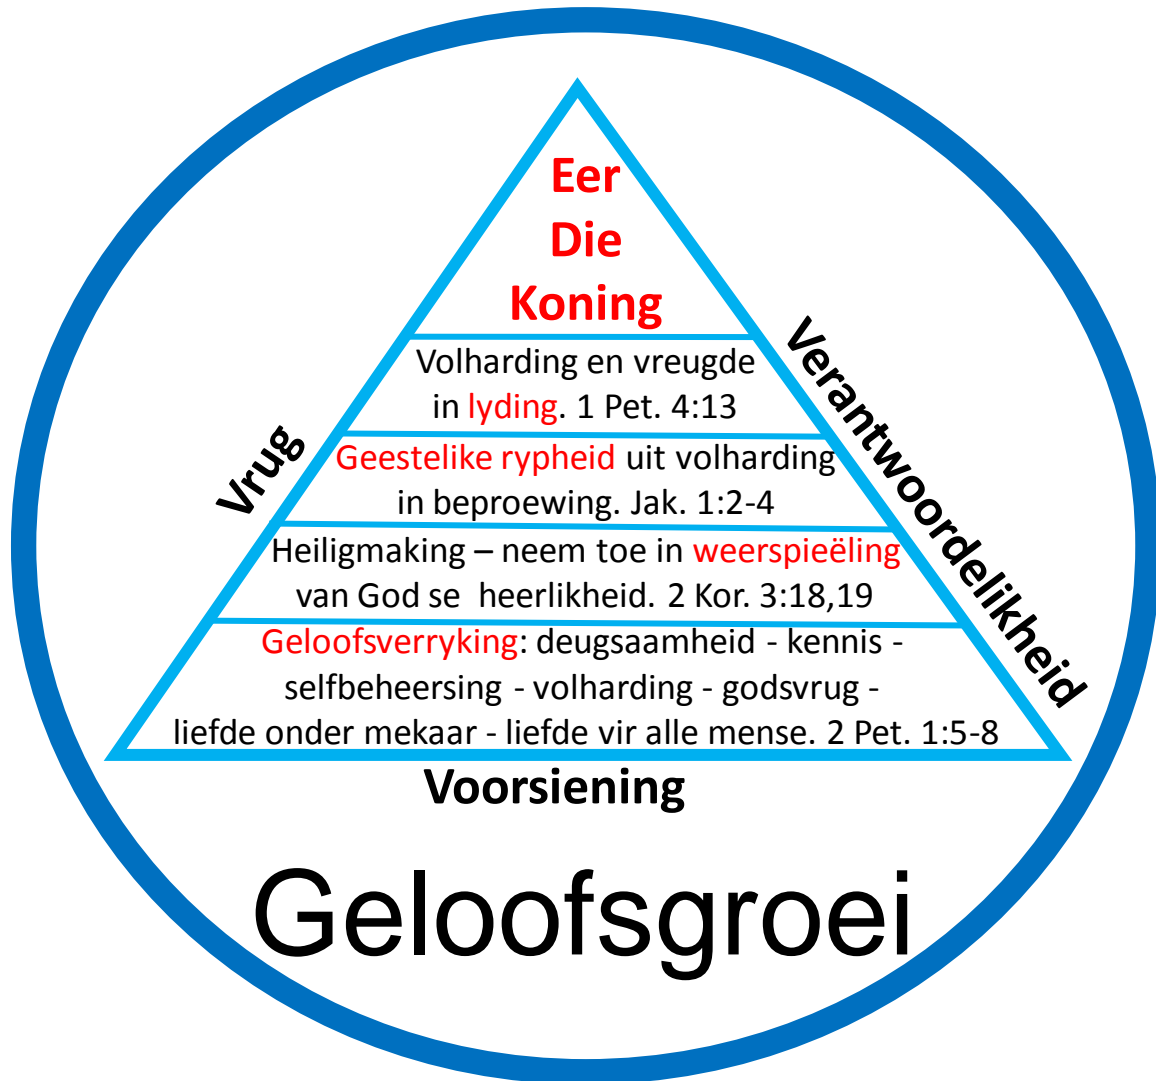 Eer
Die
Koning
Volharding en vreugde
in lyding. 1 Pet. 4:13
Geestelike rypheid uit volharding
in beproewing. Jak. 1:2-4
Heiligmaking – neem toe in weerspieëling
van God se heerlikheid. 2 Kor. 3:18,19
Geloofsverryking: deugsaamheid - kennis -
selfbeheersing - volharding - godsvrug -
liefde onder mekaar - liefde vir alle mense. 2 Pet. 1:5-8
Vrug
Verantwoordelikheid
Voorsiening
Geloofsgroei